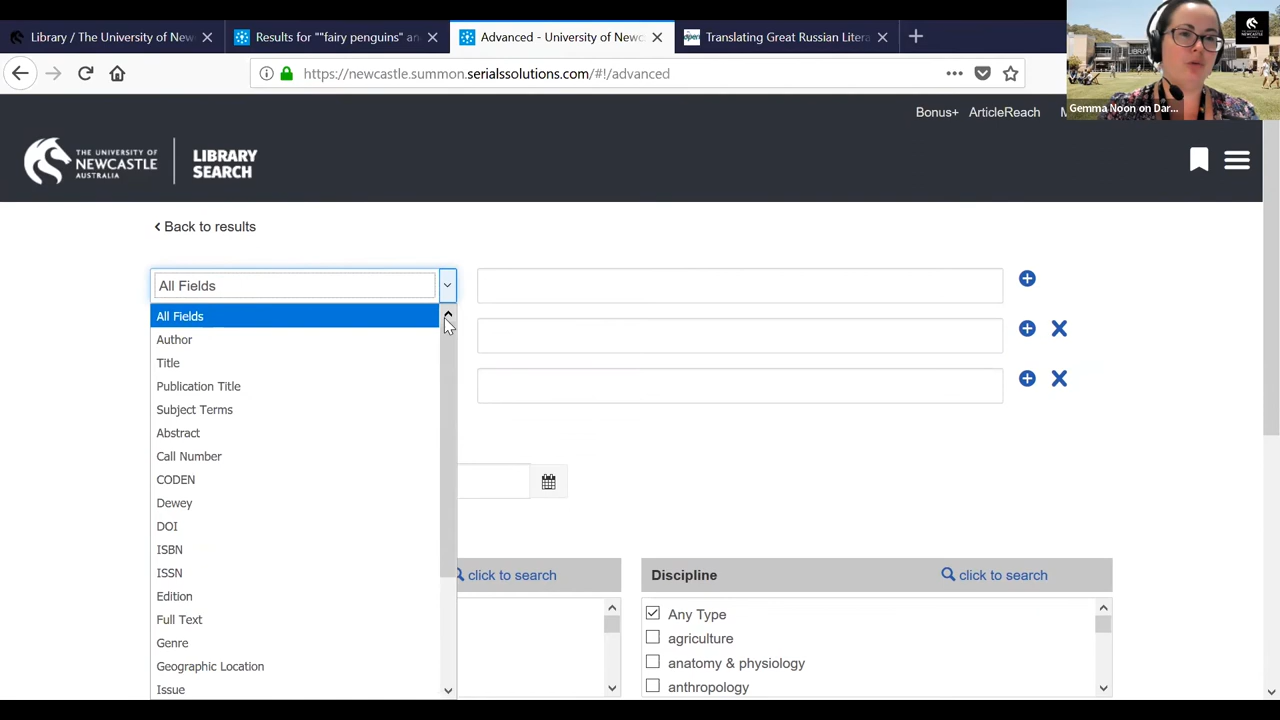 Library / The University of New
Results for ""fairy penguins" an
Advanced - University of Newc
open
Translating Great Russian Litera
https://newcastle.summon.serialssolutions.com/#!/advanced
LIBRARY
Gemma Noon on Dar...
Bonus+ ArticleReach M
THE UNIVERSITY OF
NEWCASTLE
AUSTRALIA
LIBRARY
SEARCH
Back to results
All Fields
All Fields
Author
Title
Publication Title
Subject Terms
Abstract
Call Number
CODEN
Dewey
DOI
ISBN
ISSN
Edition
Full Text
Genre
Geographic Location
Issue
click to search
Discipline click to search
Any Type
agriculture
anatomy & physiology
anthropology